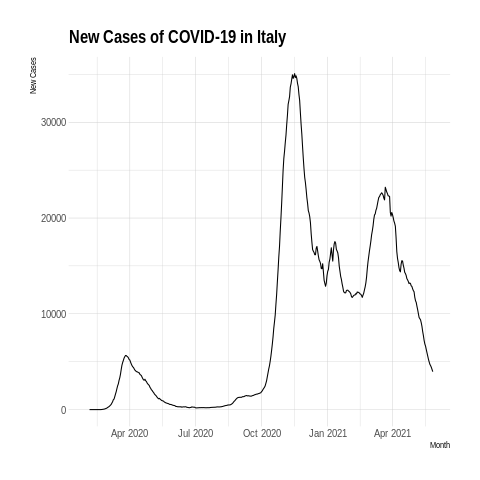 New Cases of COVID-19 in Italy
New Cases
30000
20000
10000
0
Apr 2020 Jul 2020 Oct 2020 Jan 2021 Apr 2021
Month